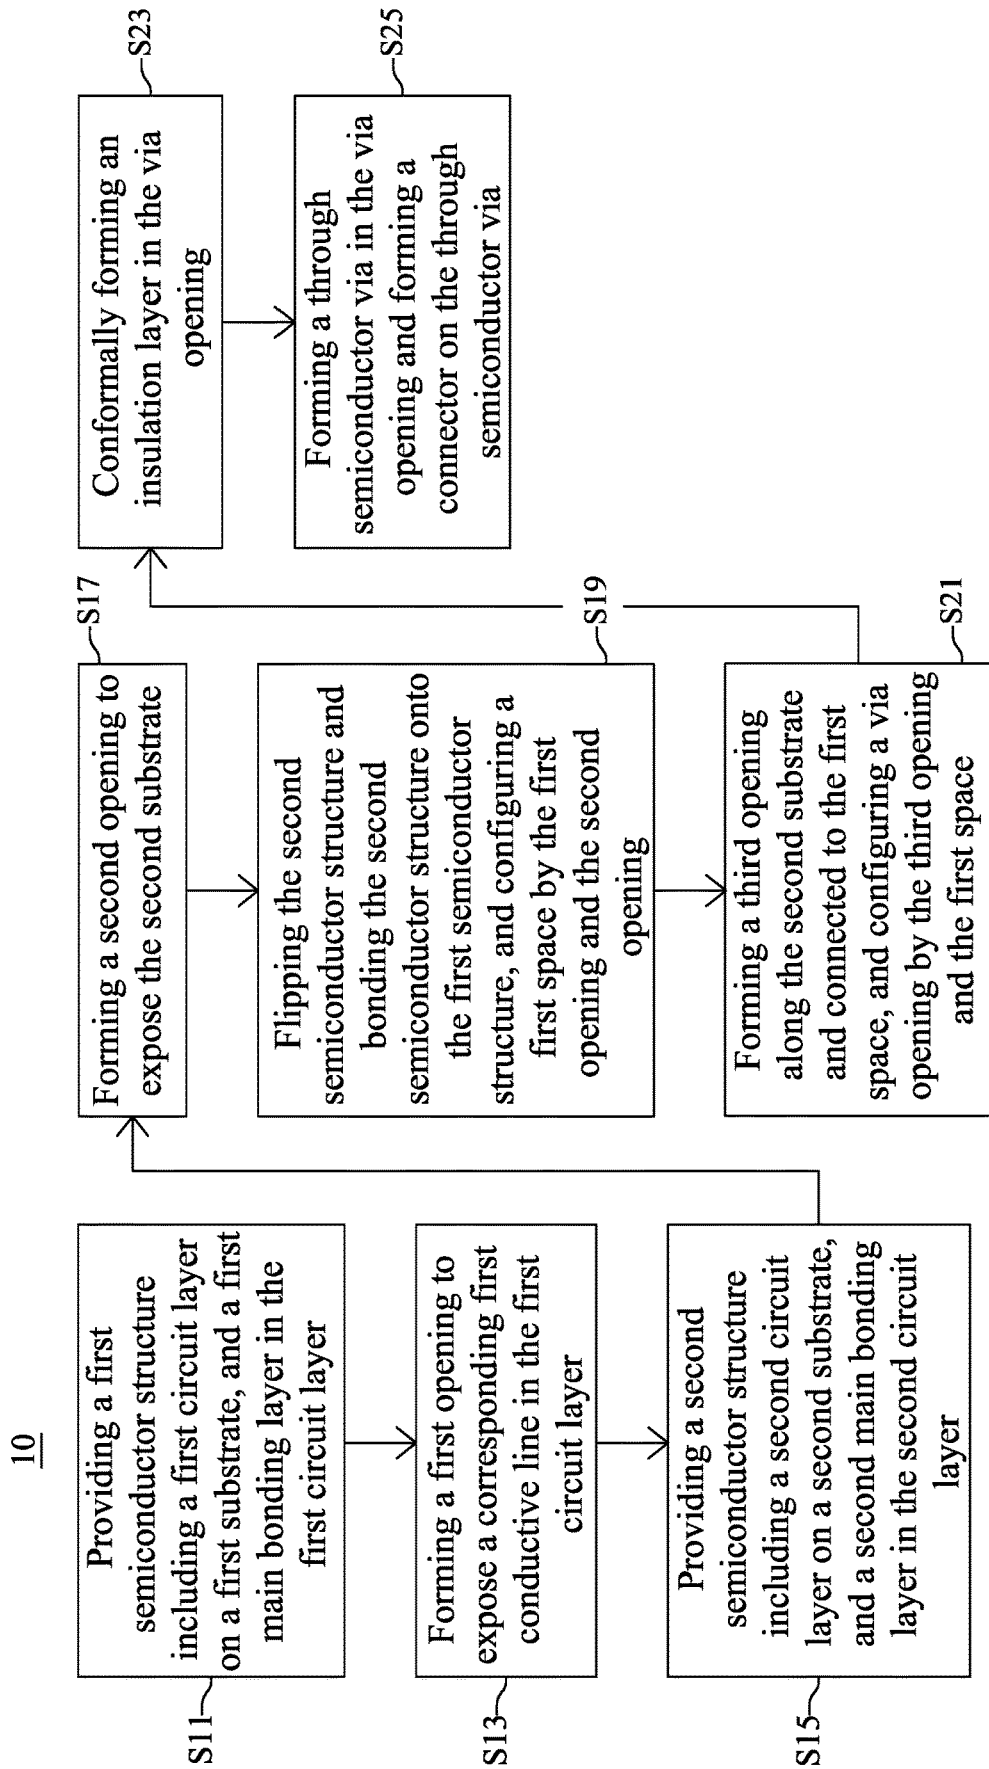 10
Providing a first
semiconductor structure
including a first circuit layer
on a first substrate, and a first
main bonding layer in the
first circuit layer
S11
Forming a first opening to
expose a corresponding first
conductive line in the first
circuit layer
S13
Providing a second
semiconductor structure
including a second circuit
layer on a second substrate,
and a second main bonding
layer in the second circuit
layer
S15
Forming a second opening to
expose the second substrate
S17
Flipping the second
semiconductor structure and
bonding the second
semiconductor structure onto
the first semiconductor
structure, and configuring a
first space by the first
opening and the second
opening
S19
Forming a third opening
along the second substrate
and connected to the first
space, and configuring a via
opening by the third opening
and the first space
S21
Conformally forming an
insulation layer in the via
opening
S23
Forming a through
semiconductor via in the via
opening and forming a
connector on the through
semiconductor via
S25